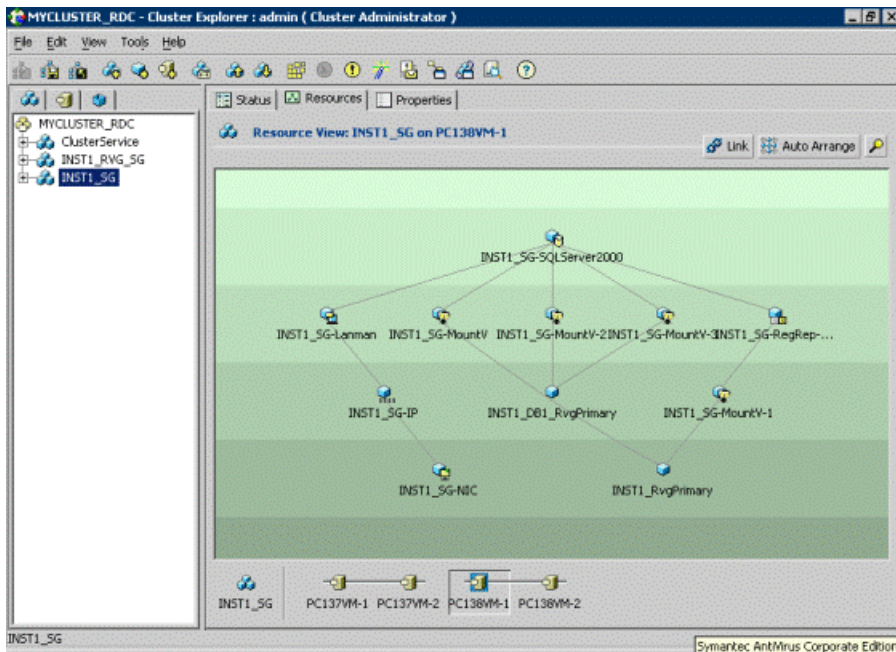 MYCLUSTER_RDC - Cluster Explorer : admin ( Cluster Administrator )
File Edit View Tools Help
Status Resources Properties
MYCLUSTER_RDC
ClusterService
INST1_RVG_SG
INST1_SG
Resource View: INST1_SG on PC138VM-1
Link Auto Arrange
INST1_SG-SQLServer2000
INST1_SG-Lanman INST1_SG-MountV INST1_SG-MountV-2 INST1_SG-MountV-3 INST1_SG-RegRep-...
INST1_SG-IP INST1_DB1_RvgPrimary INST1_SG-MountV-1
INST1_SG-NIC INST1_RvgPrimary
INST1_SG PC137VM-1 PC137VM-2 PC138VM-1 PC138VM-2
INST1_SG
Symantec AntiVirus Corporate Edition